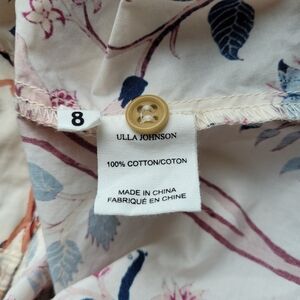 8
ULLA JOHNSON
100% COTTON/COTON
MADE IN CHINA
FABRIQUÉ EN CHINE